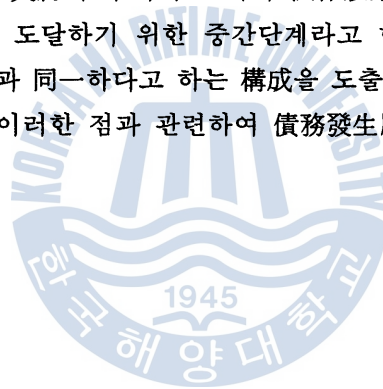 도달하기 위한 중간단계라고
과 同一하다고 하는 構成을 도출
이러한 점과 관련하여 債務發生
KOREA MARITIME UNIVERSITY
1945
한국해양대학교